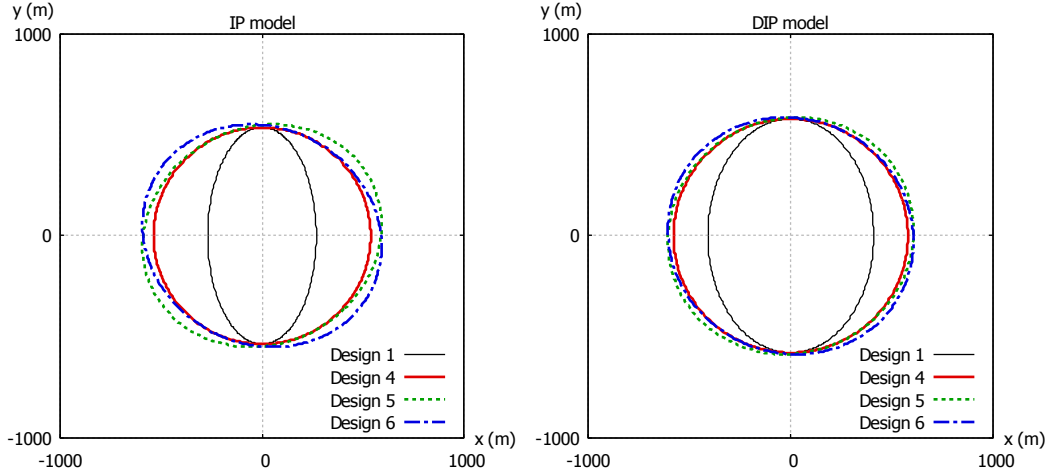 y (m)
IP model
1000
0
-1000
Design 1
Design 4
Design 5
Design 6
x (m)
-1000
0
1000
y (m)
DIP model
1000
0
-1000
Design 1
Design 4
Design 5
Design 6
x (m)
-1000
0
1000